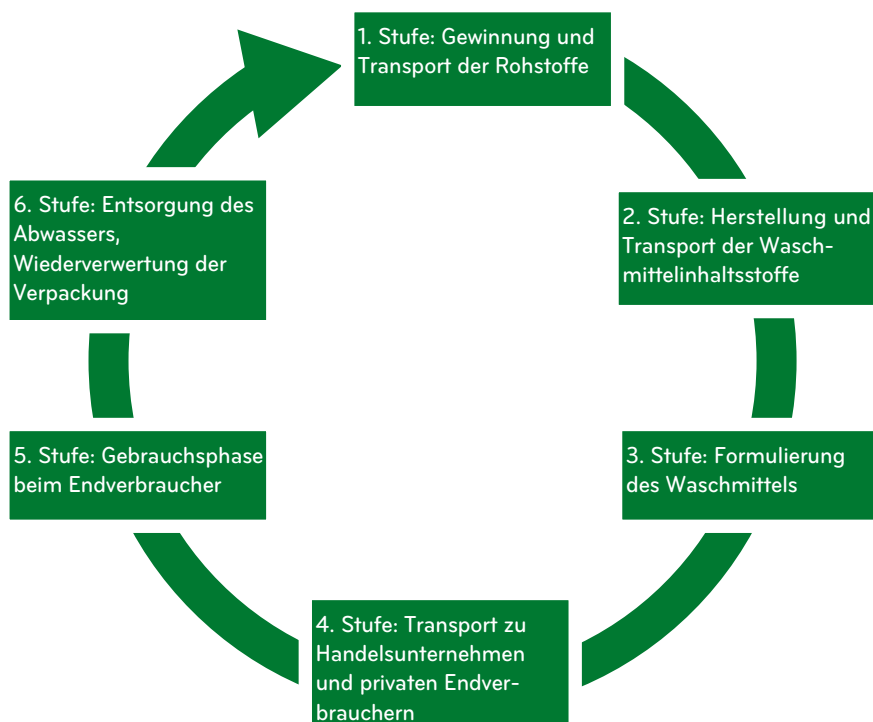 1. Stufe: Gewinnung und
Transport der Rohstoffe
2. Stufe: Herstellung und
Transport der Wasch-
mittelinhaltsstoffe
3. Stufe: Formulierung
des Waschmittels
4. Stufe: Transport zu
Handelsunternehmen
und privaten Endver-
brauchern
5. Stufe: Gebrauchsphase
beim Endverbraucher
6. Stufe: Entsorgung des
Abwassers,
Wiederverwertung der
Verpackung